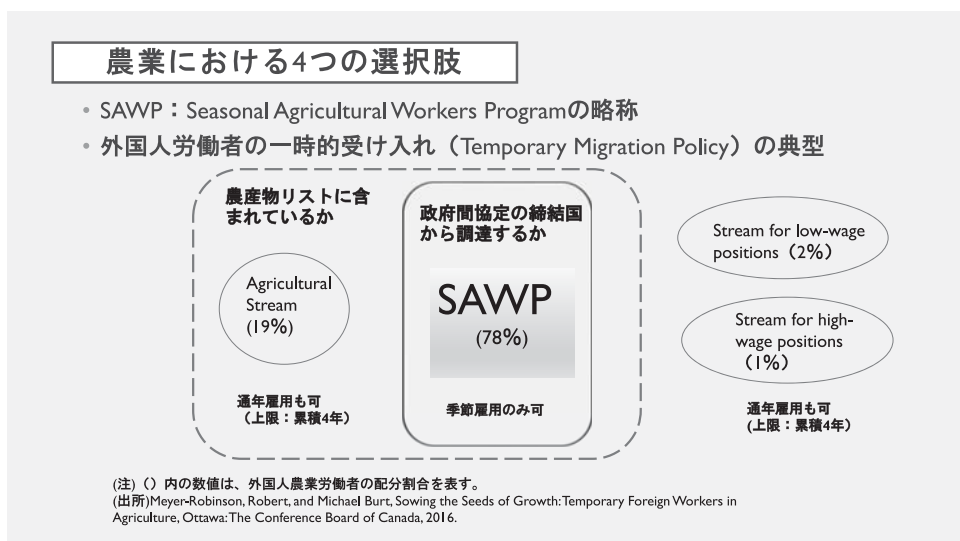 農業における4つの選択肢
• SAWP：Seasonal Agricultural Workers Programの略称
• 外国人労働者の一時的受け入れ（Temporary Migration Policy）の典型
農産物リストに含
まれているか
Agricultural
Stream
(19%)
通年雇用も可
（上限：累積4年）
政府間協定の締結国
から調達するか
SAWP
(78%)
季節雇用のみ可
Stream for low-wage
positions（2%）
Stream for high-
wage positions
（1%）
通年雇用も可
(上限：累積4年）
(注)（）内の数値は、外国人農業労働者の配分割合を表す。
(出所)Meyer-Robinson, Robert, and Michael Burt, Sowing the Seeds of Growth: Temporary Foreign Workers in
Agriculture, Ottawa: The Conference Board of Canada, 2016.